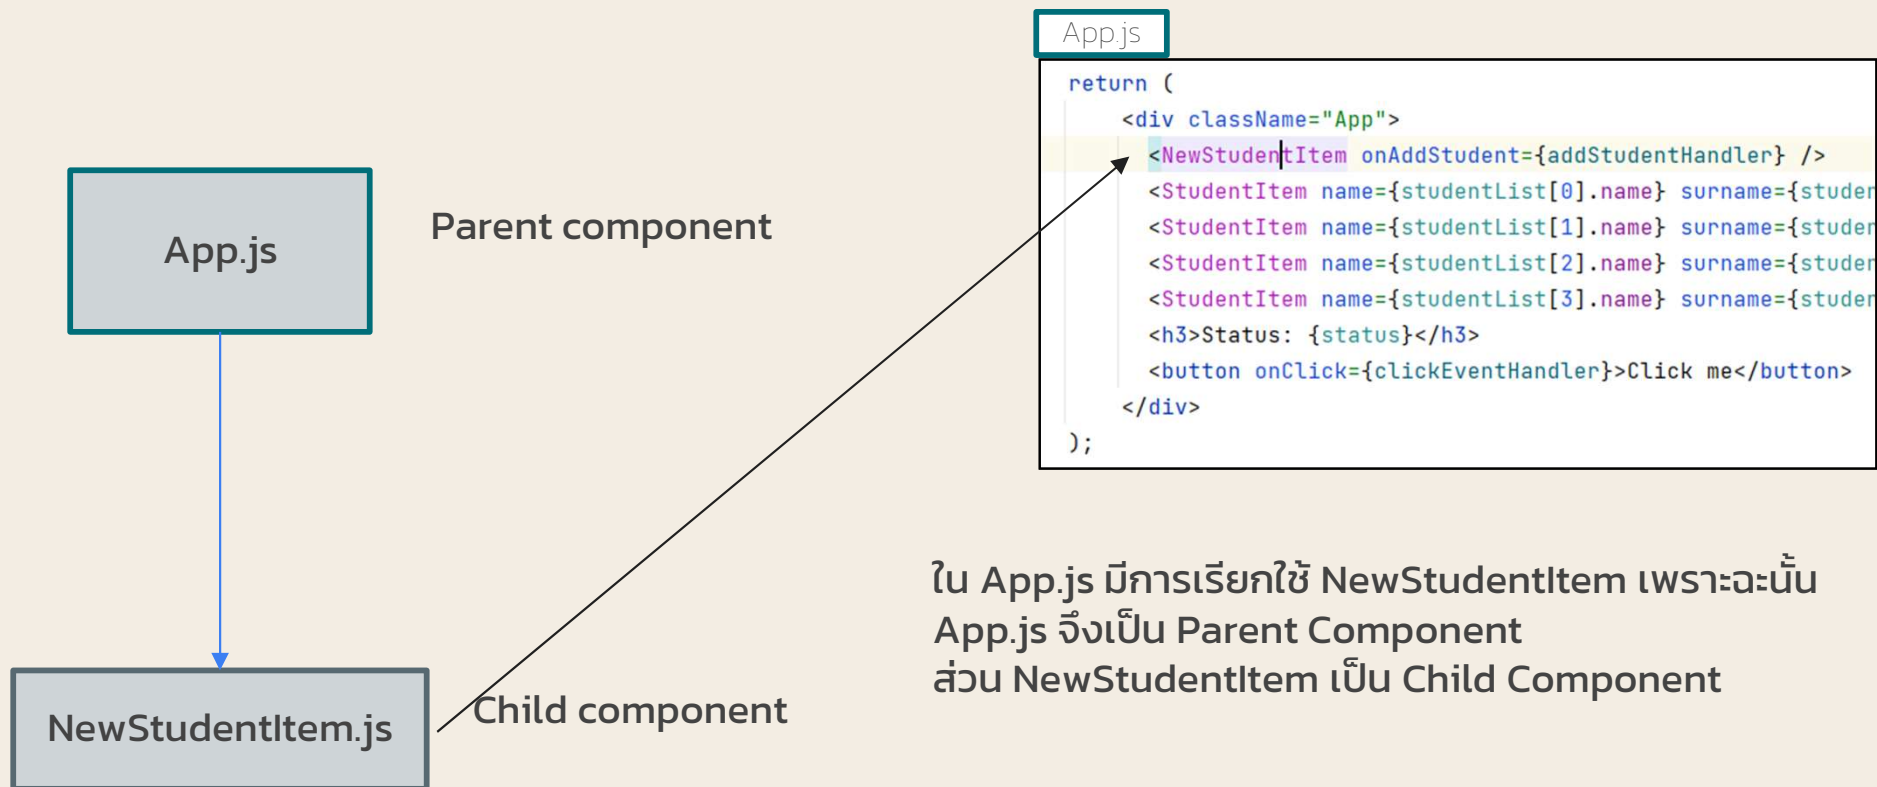 App.js
return (
<div className="App">
<NewStudentItem onAddStudent={addStudentHandler} />
<StudentItem name={studentList[0].name} surname={studen
<StudentItem name={studentList[1].name} surname={studen
<StudentItem name={studentList[2].name} surname={studen
<StudentItem name={studentList[3].name} surname={studen
<h3>Status: {status}</h3>
<button onClick={clickEventHandler}>Click me</button>
</div>
);
App.js
Parent component
ใน App.js มีการเรียกใช้ NewStudentItem เพราะฉะนั้น
App.js จึงเป็น Parent Component
ส่วน NewStudentItem เป็น Child Component
NewStudentItem.js
Child component